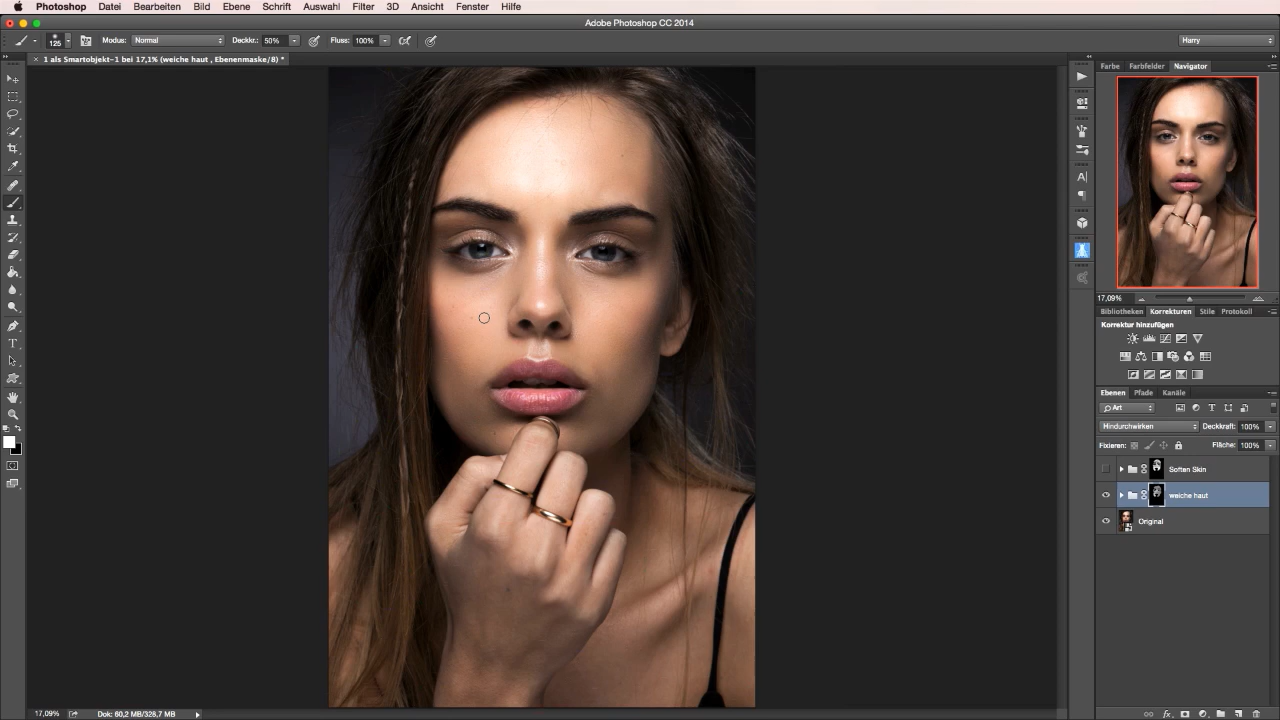 Photoshop Datei Bearbeiten Bild Ebene Schrift Auswahl Filter 3D Ansicht Fenster Hilfe
Adobe Photoshop CC 2014
125 Modus: Normal Deckkr.: 50% Fluss: 100% Harry
× 1 als Smartobjekt-1 bei 17,1% (weiche haut , Ebenenmaske/8) *
Farbe Farbfelder Navigator
17,09%
Bibliotheken Korrekturen Stile Protokoll
Korrektur hinzufügen
Ebenen Pfade Kanäle
Art
Hindurchwirken Deckkraft: 100%
Fixieren: Fläche: 100%
Soften Skin
weiche haut
Original
17,09% Dok: 60,2 MB/328,7 MB